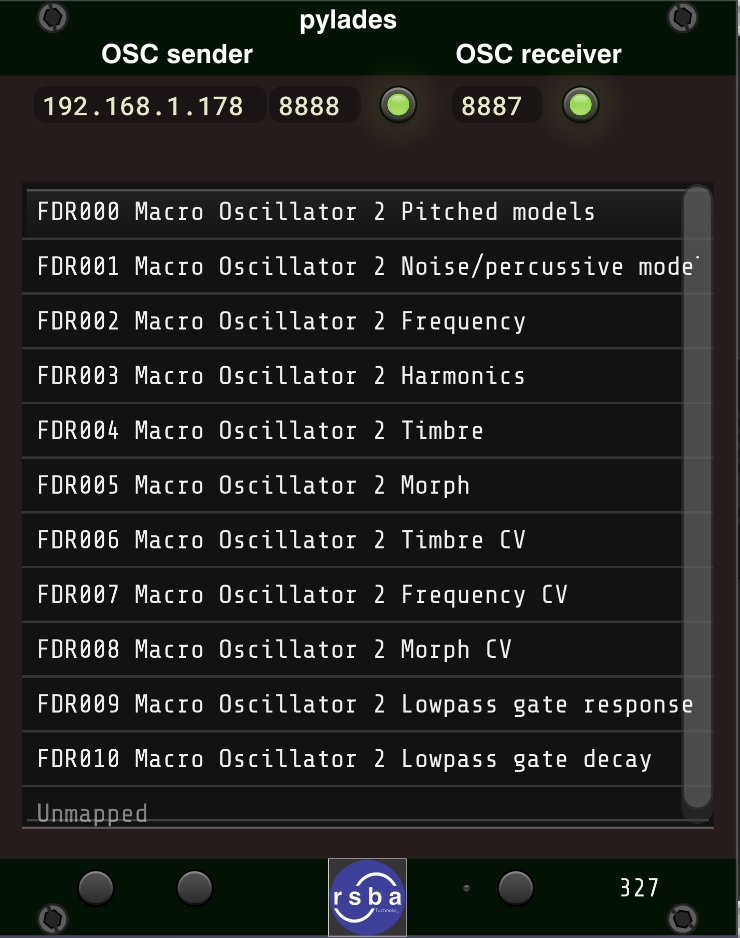 pylades
OSC sender OSC receiver
192.168.1.178 8888 8887
FDR000 Macro Oscillator 2 Pitched models
FDR001 Macro Oscillator 2 Noise/percussive
FDR002 Macro Oscillator 2 Frequency
FDR003 Macro Oscillator 2 Harmonics
FDR004 Macro Oscillator 2 Timbre
FDR005 Macro Oscillator 2 Morph
FDR006 Macro Oscillator 2 Timbre CV
FDR007 Macro Oscillator 2 Frequency CV
FDR008 Macro Oscillator 2 Morph CV
FDR009 Macro Oscillator 2 Lowpass gate response
FDR010 Macro Oscillator 2 Lowpass gate decay
Unmapped
rsba
327